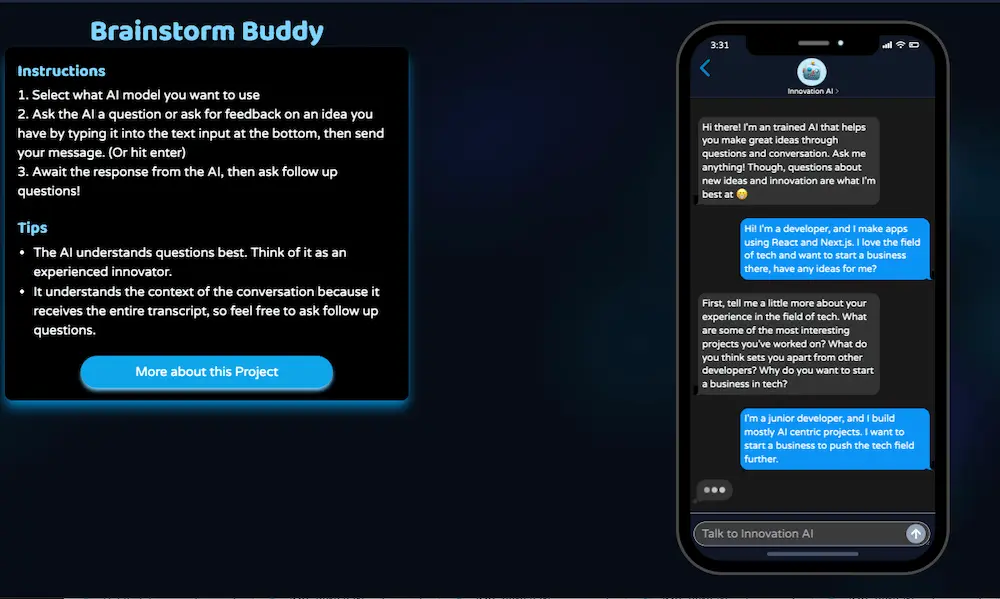 Brainstorm Buddy
Instructions
1. Select what AI model you want to use
2. Ask the AI a question or ask for feedback on an idea you
have by typing it into the text input at the bottom, then send
your message. (Or hit enter)
3. Await the response from the AI, then ask follow up
questions!
Tips
• The AI understands questions best. Think of it as an
experienced innovator.
• It understands the context of the conversation because it
receives the entire transcript, so feel free to ask follow up
questions.
More about this Project
3:31
Innovation AI >
Hi there! I'm an trained AI that helps
you make great ideas through
questions and conversation. Ask me
anything! Though, questions about
new ideas and innovation are what I'm
best at 😁
Hi! I'm a developer, and I make apps
using React and Next.js. I love the field
of tech and want to start a business
there, have any ideas for me?
First, tell me a little more about your
experience in the field of tech. What
are some of the most interesting
projects you've worked on? What do
you think sets you apart from other
developers? Why do you want to start
a business in tech?
I'm a junior developer, and I build
mostly AI centric projects. I want to
start a business to push the tech field
further.
Talk to Innovation AI